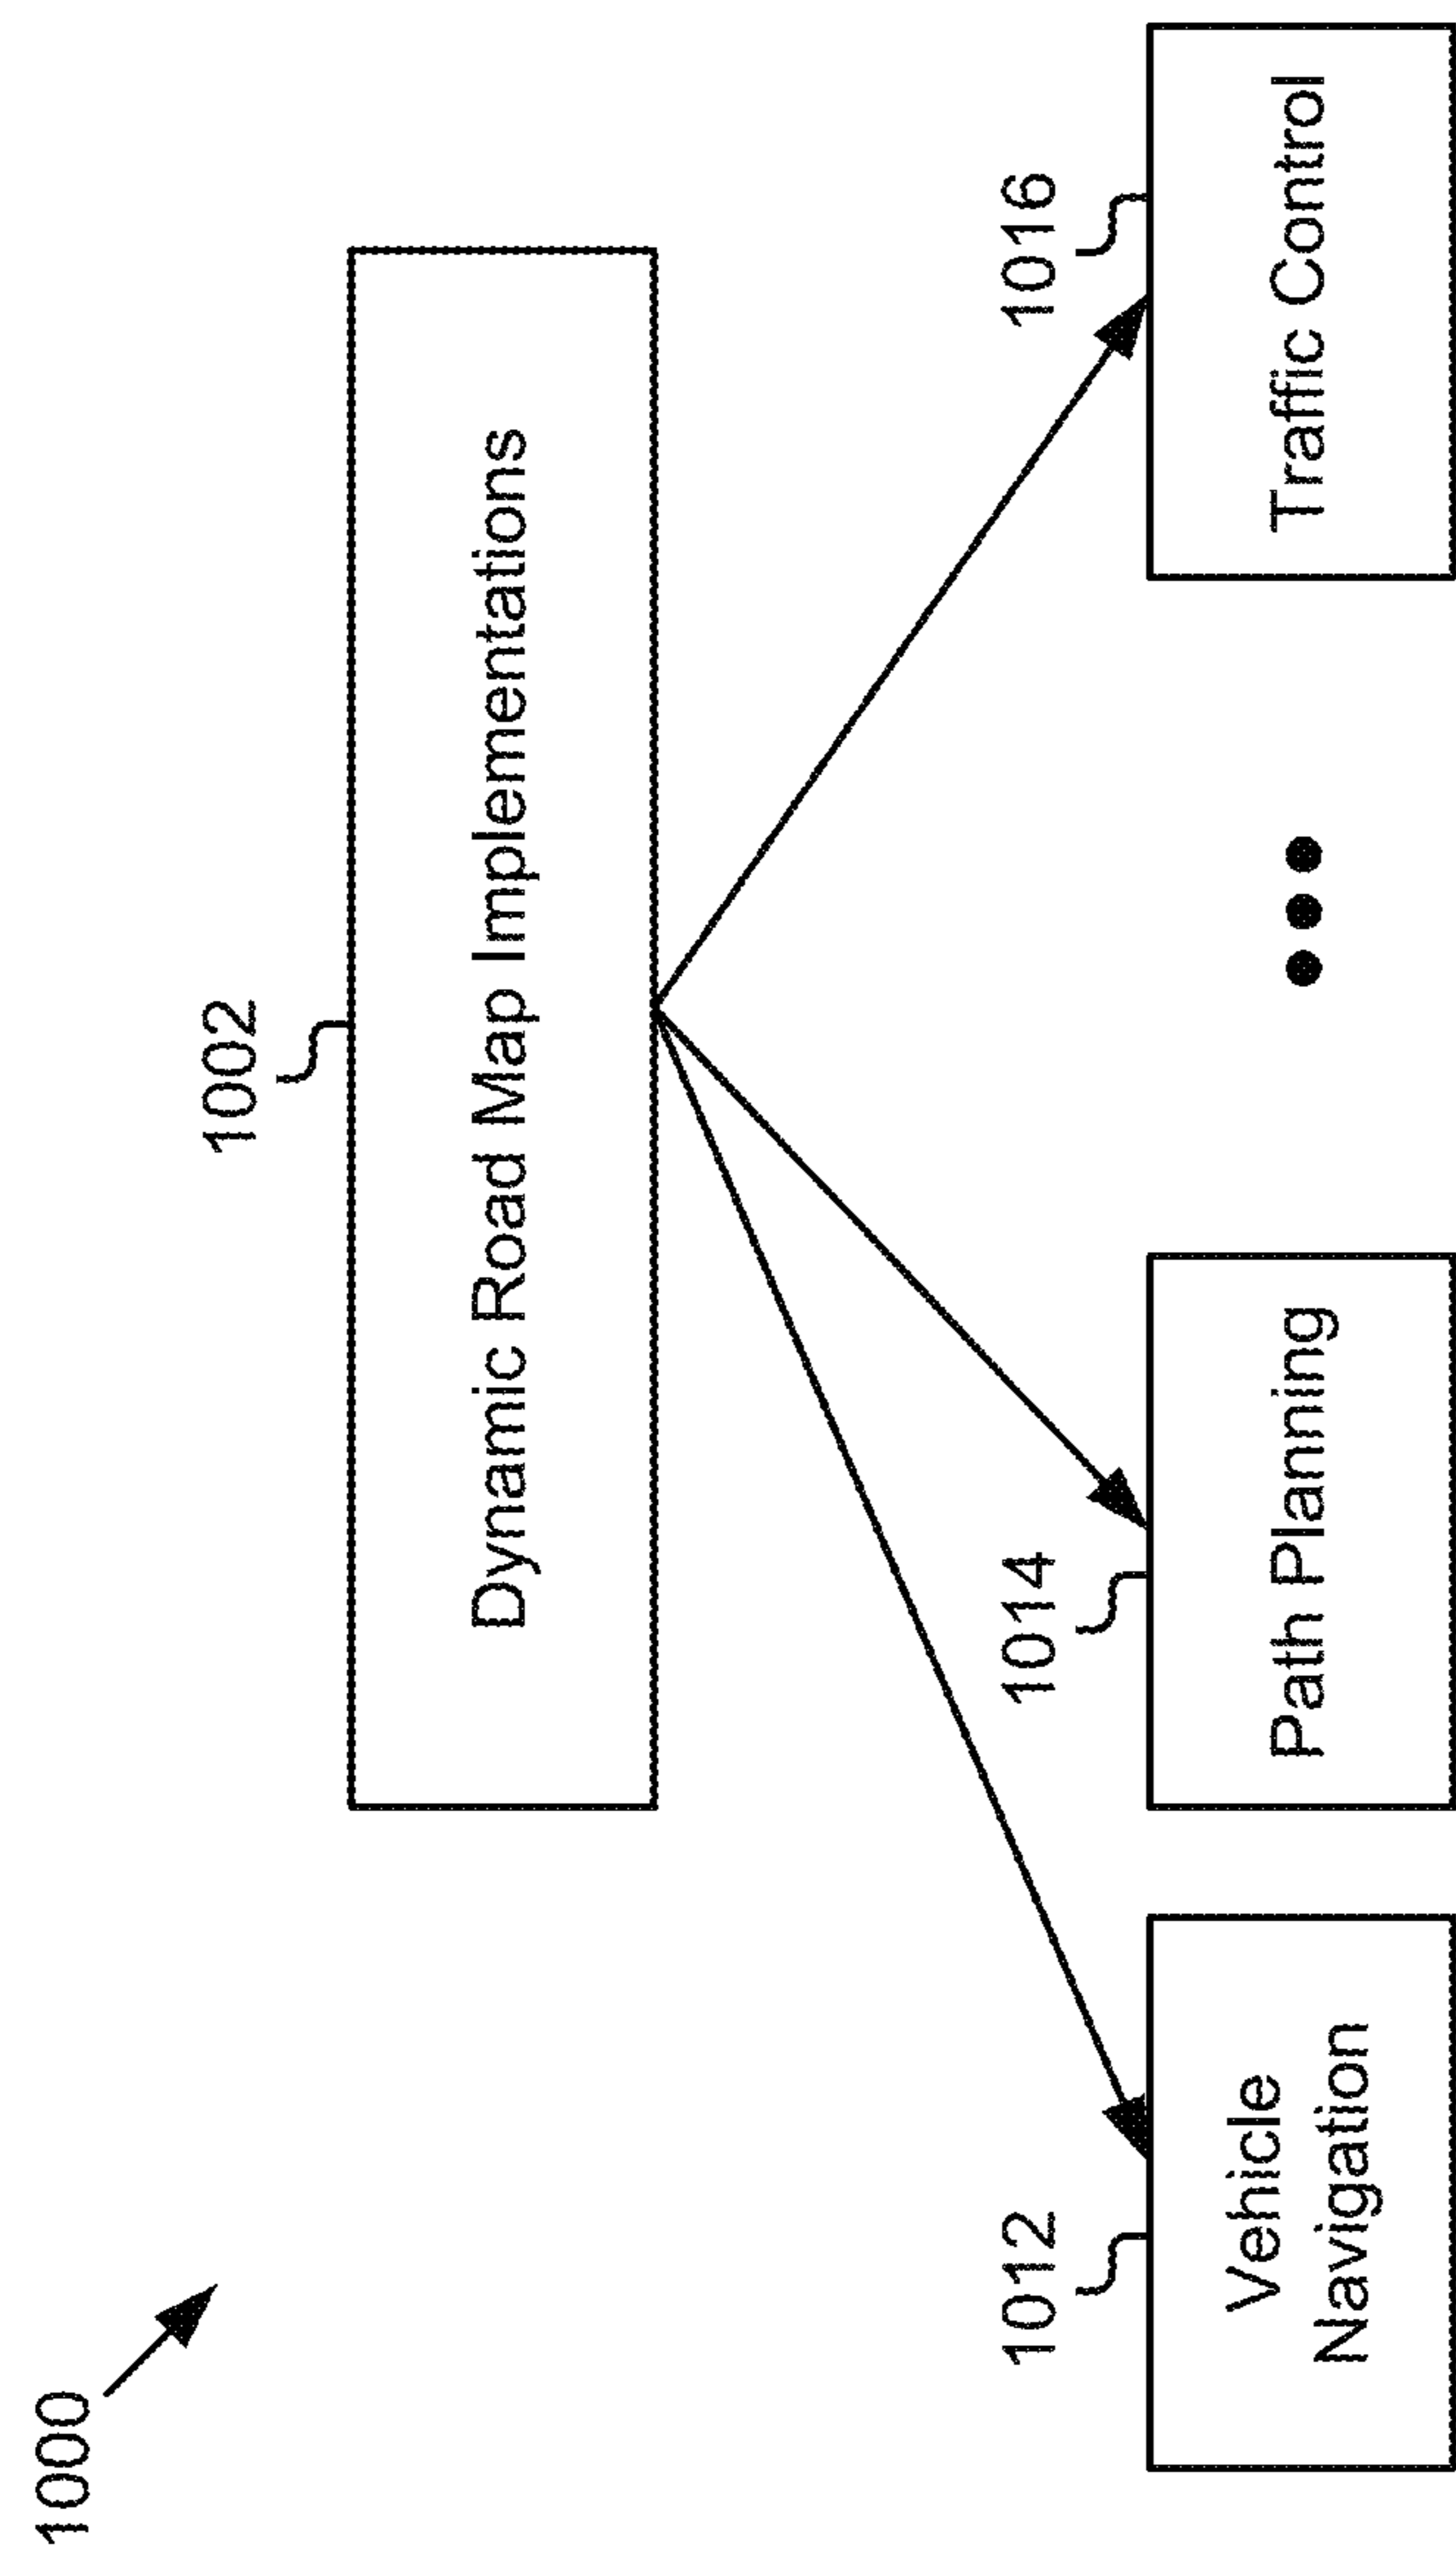 1000
1002
Dynamic Road Map Implementations
1012
1014
1016
Vehicle
Navigation
Path Planning
Traffic Control